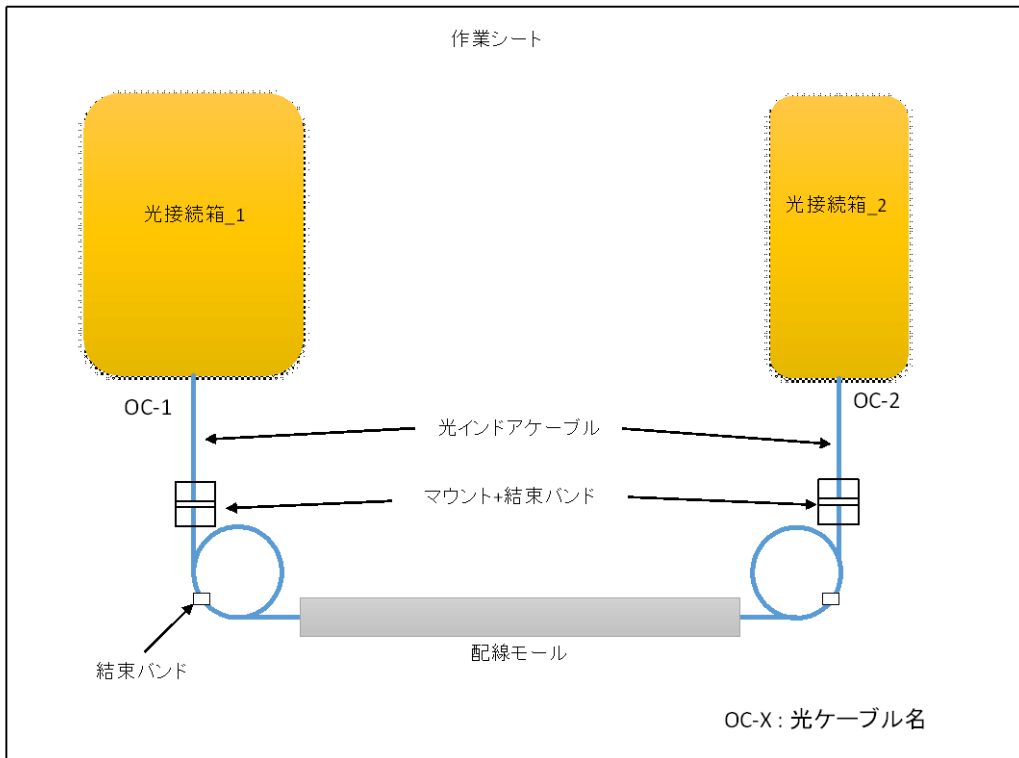 作業シート
光接続箱_1
光接続箱_2
OC-1
OC-2
光インドアケーブル
マウント+結束バンド
配線モール
結束バンド
OC-X : 光ケーブル名